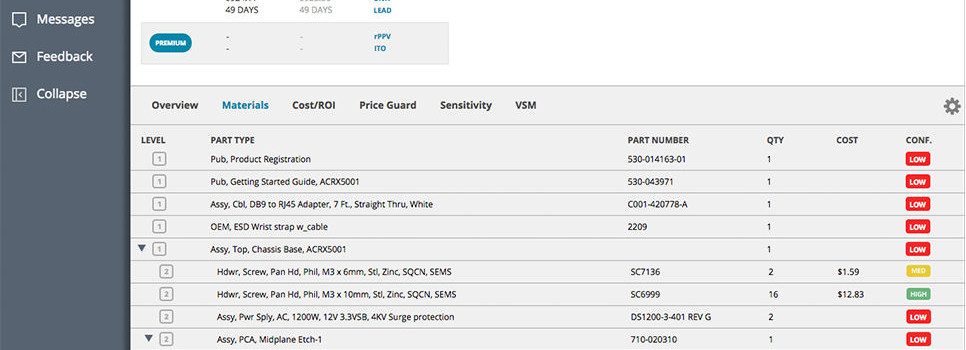 Messages
Feedback
Collapse
49 DAYS 49 DAYS LEAD
PREMIUM - - rPPV
- - ITO
Overview Materials Cost/ROI Price Guard Sensitivity VSM
LEVEL PART TYPE PART NUMBER QTY COST CONF.
1 Pub, Product Registration 530-014163-01 1 LOW
1 Pub, Getting Started Guide, ACRX5001 530-043971 1 LOW
1 Assy, Cbl, DB9 to RJ45 Adapter, 7 Ft., Straight Thru, White C001-420778-A 1 LOW
1 OEM, ESD Wrist strap w_cable 2209 1 LOW
1 Assy, Top, Chassis Base, ACRX5001 1 LOW
2 Hdwr, Screw, Pan Hd, Phil, M3 x 6mm, Stl, Zinc, SQCN, SEMS SC7136 2 $1.59 MED
2 Hdwr, Screw, Pan Hd, Phil, M3 x 10mm, Stl, Zinc, SQCN, SEMS SC6999 16 $12.83 HIGH
2 Assy, Pwr Sply, AC, 1200W, 12V 3.3VSB, 4KV Surge protection DS1200-3-401 REV G 2 LOW
2 Assy, PCA, Midplane Etch-1 710-020310 1 LOW